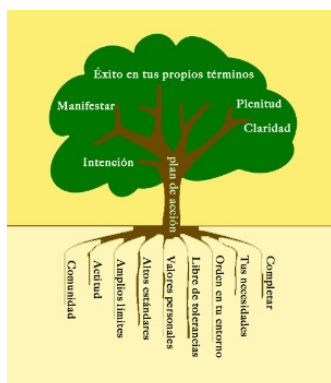 Éxito en tus propios términos
Manifestar
Plenitud
Claridad
Intención
plan de acción
Comunidad
Actitud
Amplios límites
Altos estándares
Valores personales
Libre de tolerancias
Orden en tu entorno
Tus necesidades
Completar